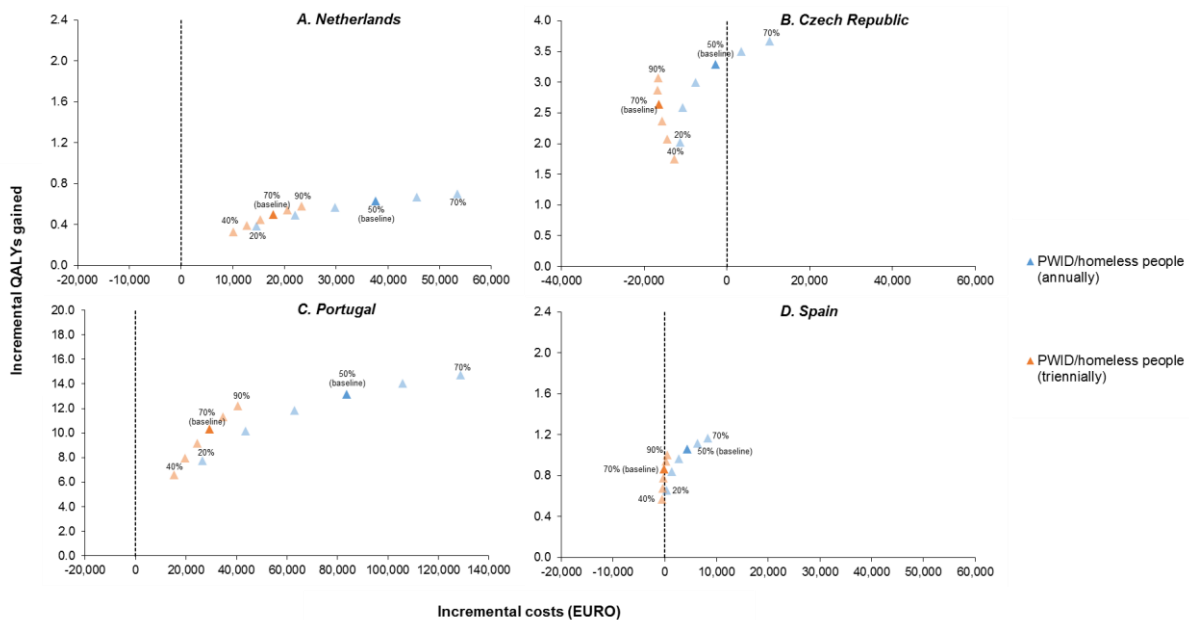 Incremental QALYs gained
A. Netherlands
2.4
2.0
1.6
1.2
0.8
0.4
0.0
40%
20%
70%
(baseline)
90%
50%
(baseline)
70%
-20,000 -10,000 0 10,000 20,000 30,000 40,000 50,000 60,000
B. Czech Republic
4.0
3.5
3.0
2.5
2.0
1.5
1.0
0.5
0.0
50%
(baseline)
70%
90%
70%
(baseline)
20%
40%
-40,000 -20,000 0 20,000 40,000 60,000
C. Portugal
20.0
18.0
16.0
14.0
12.0
10.0
8.0
6.0
4.0
2.0
0.0
50%
(baseline)
70%
90%
70%
(baseline)
20%
40%
-20,000 0 20,000 40,000 60,000 80,000 100,000 120,000 140,000
D. Spain
2.4
2.0
1.6
1.2
0.8
0.4
0.0
90%
70%
50% (baseline)
70% (baseline)
20%
40%
-20,000 -10,000 0 10,000 20,000 30,000 40,000 50,000 60,000
PWID/homeless people
(annually)
PWID/homeless people
(triennially)
Incremental costs (EURO)